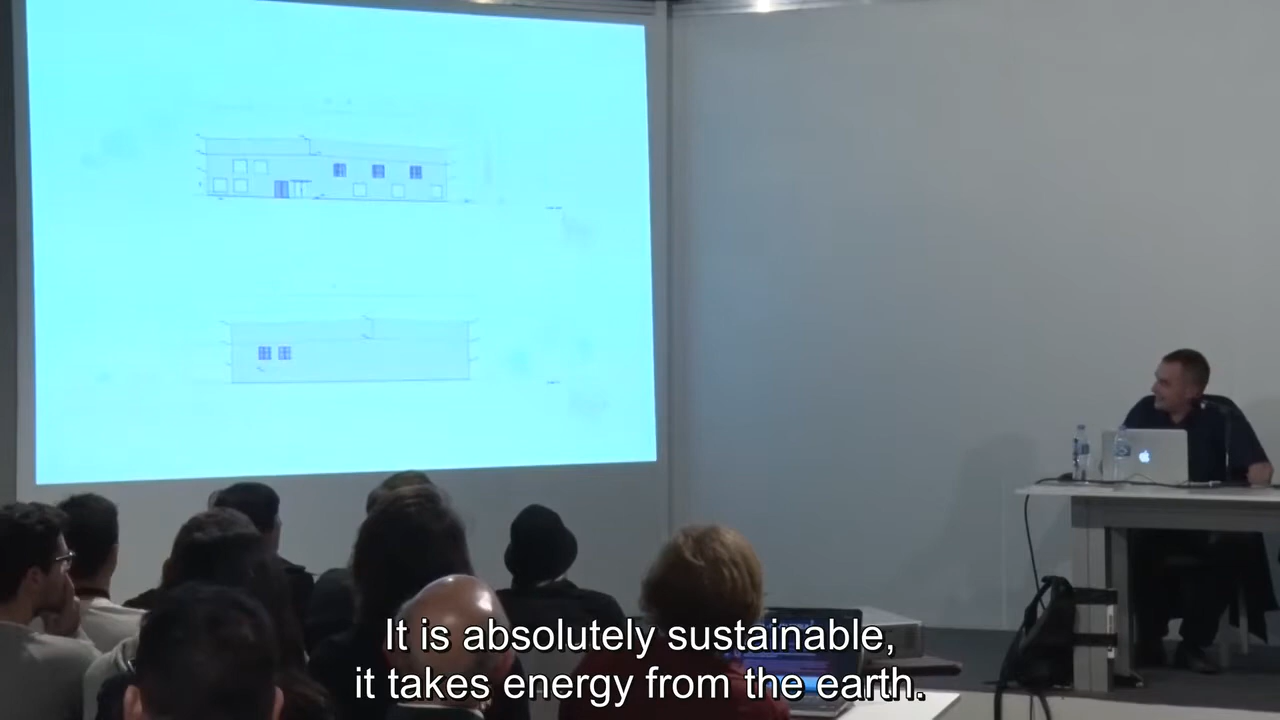 It is absolutely sustainable,
it takes energy from the earth.